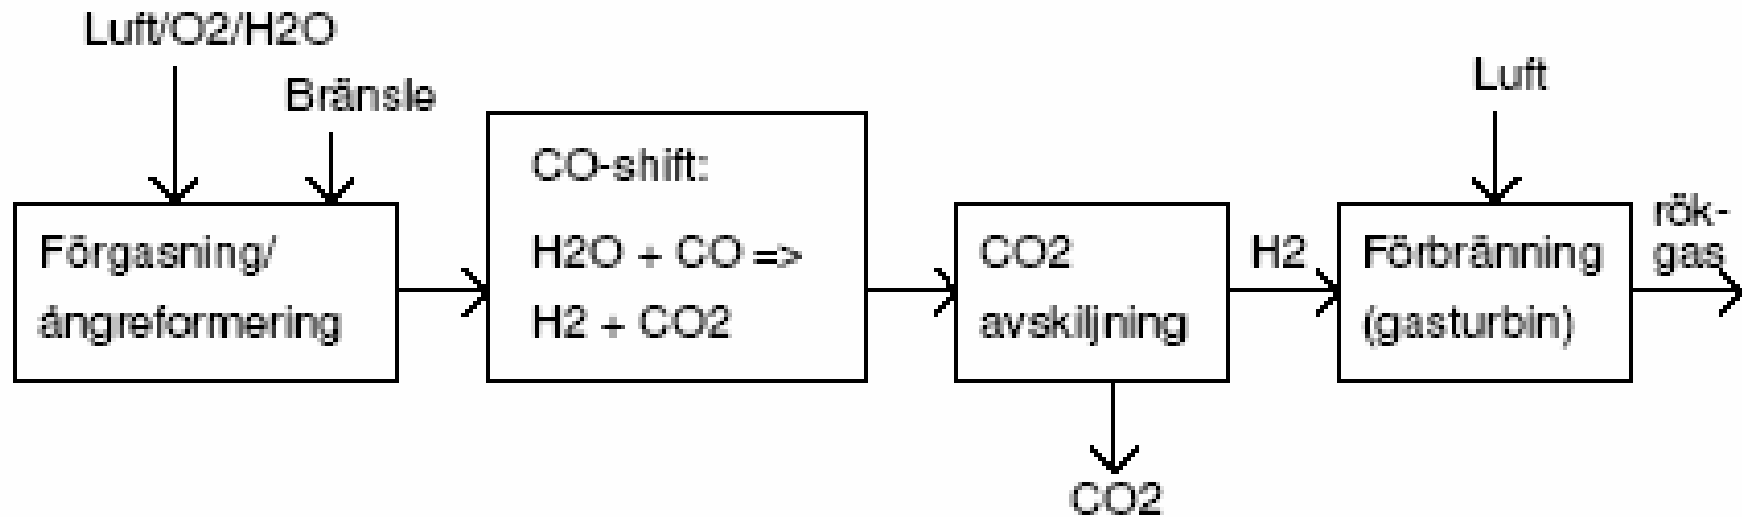 Luft/O2/H2O
Bränsle
Luft
CO-shift:
H2O + CO =>
H2 + CO2
Förgasning/
ångreformering
CO2
avskiljning
H2
Förbränning
(gasturbin)
rök-
gas
CO2